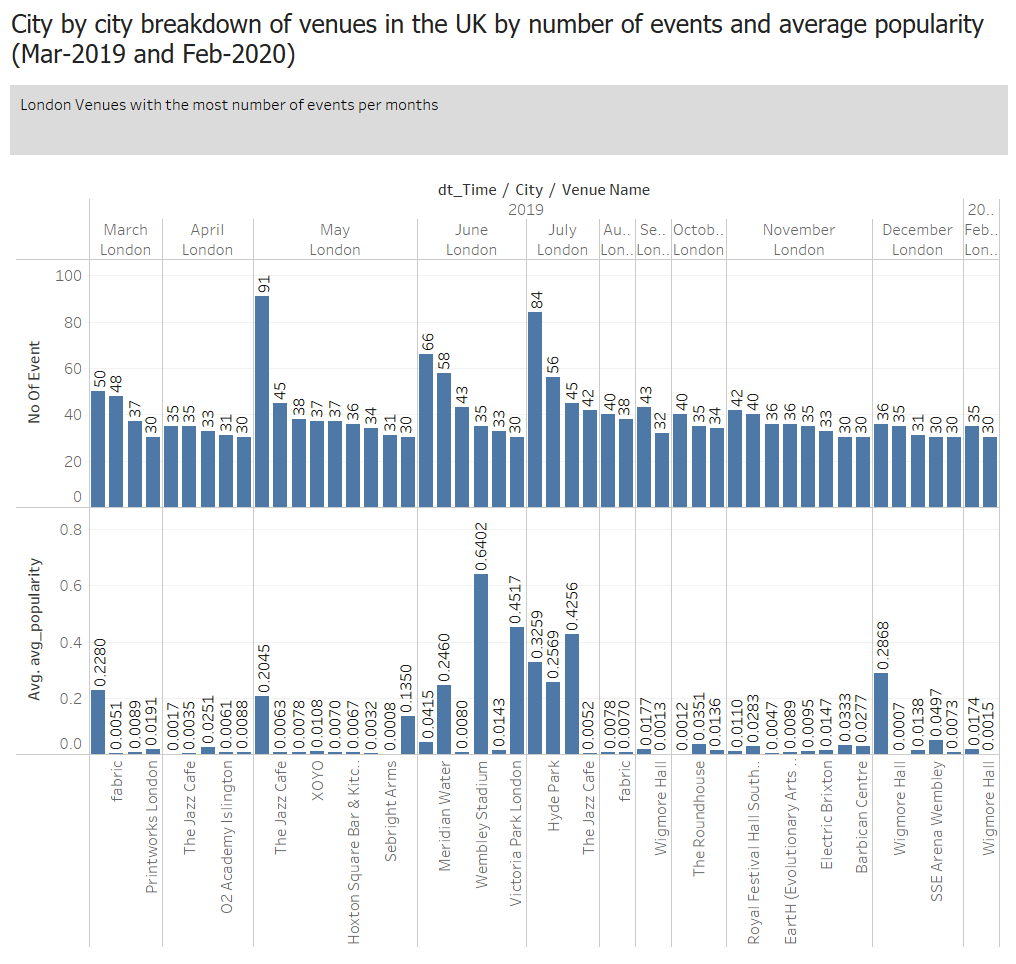 City by city breakdown of venues in the UK by number of events and average popularity
(Mar-2019 and Feb-2020)
London Venues with the most number of events per months
dt_Time / City / Venue Name
2019
20..
March
April
May
June
July
Au..
Se..
Octob..
November
December
Feb..
London
London
London
London
London
Lon..
Lon..
London
London
London
Lon..
No Of Event
100
80
60
40
20
0
50
48
37
30
35
35
33
31
30
91
45
38
37
37
36
34
31
30
66
58
43
35
33
30
84
56
45
42
40
38
43
32
40
35
34
42
40
36
36
35
33
30
30
36
35
31
30
30
35
30
Avg. avg_popularity
0.8
0.6
0.4
0.2
0.0
0.2280
0.0051
0.0089
0.0191
0.0017
0.0035
0.0251
0.0061
0.0088
0.2045
0.0063
0.0078
0.0108
0.0070
0.0067
0.0032
0.0008
0.1350
0.0415
0.2460
0.0080
0.6402
0.0143
0.4517
0.3259
0.2569
0.4256
0.0052
0.0078
0.0070
0.0177
0.0013
0.0012
0.0351
0.0136
0.0110
0.0283
0.0047
0.0089
0.0095
0.0147
0.0333
0.0277
0.2868
0.0007
0.0138
0.0497
0.0073
0.0174
0.0015
fabric
Printworks London
The Jazz Cafe
O2 Academy Islington
The Jazz Cafe
XOYO
Hoxton Square Bar & Kitc..
Sebright Arms
Meridian Water
Wembley Stadium
Victoria Park London
Hyde Park
The Jazz Cafe
fabric
Wigmore Hall
The Roundhouse
Royal Festival Hall South..
EartH (Evolutionary Arts ..
Electric Brixton
Barbican Centre
Wigmore Hall
SSE Arena Wembley
Wigmore Hall